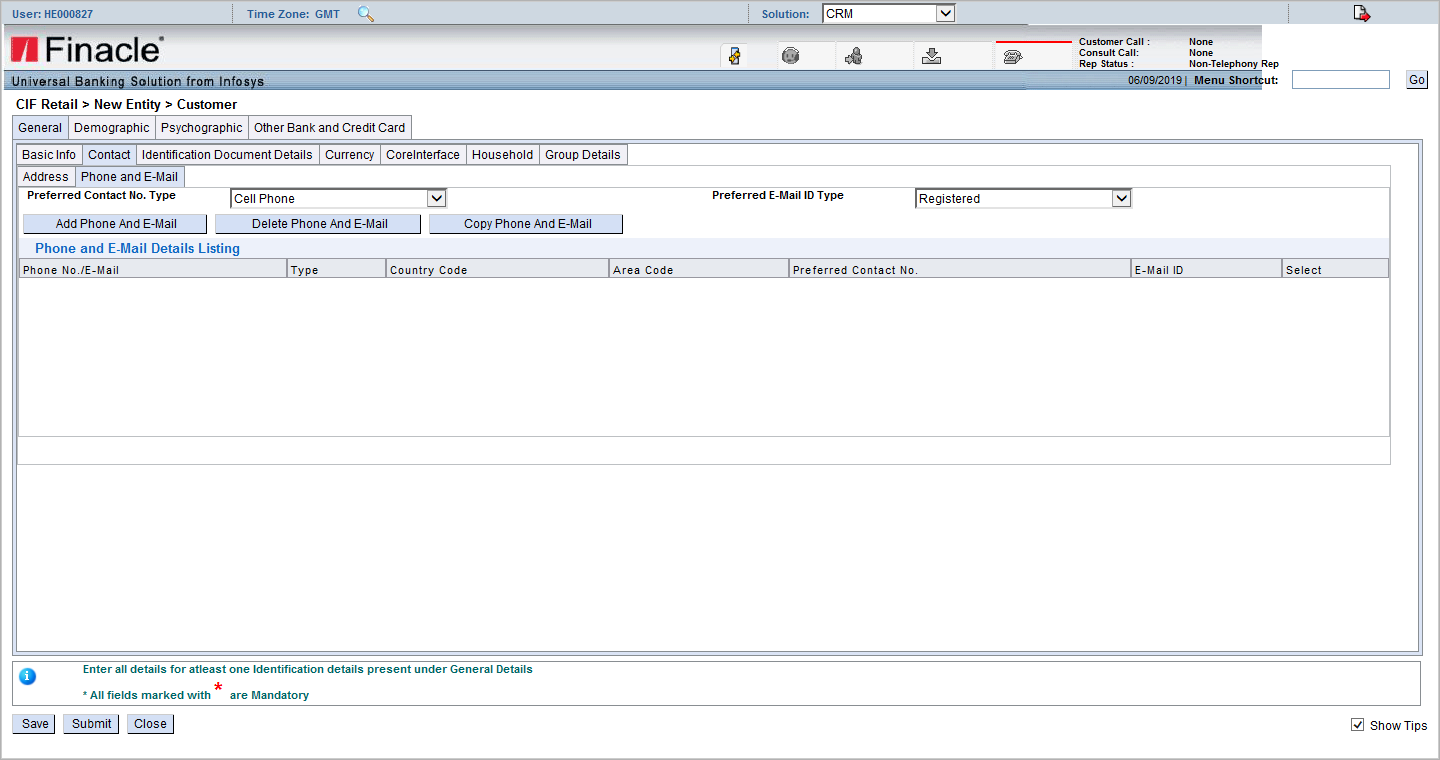 User: HE000827 Time Zone: GMT Solution: CRM
Finacle
Customer Call : None
Consult Call: None
Rep Status : Non-Telephony Rep
Universal Banking Solution from Infosys 06/09/2019 | Menu Shortcut: Go
CIF Retail > New Entity > Customer
General Demographic Psychographic Other Bank and Credit Card
Basic Info Contact Identification Document Details Currency CoreInterface Household Group Details
Address Phone and E-Mail
Preferred Contact No. Type Cell Phone Preferred E-Mail ID Type Registered
Add Phone And E-Mail Delete Phone And E-Mail Copy Phone And E-Mail
Phone and E-Mail Details Listing
Phone No./E-Mail Type Country Code Area Code Preferred Contact No. E-Mail ID Select
Enter all details for atleast one Identification details present under General Details
* All fields marked with * are Mandatory
Save Submit Close Show Tips